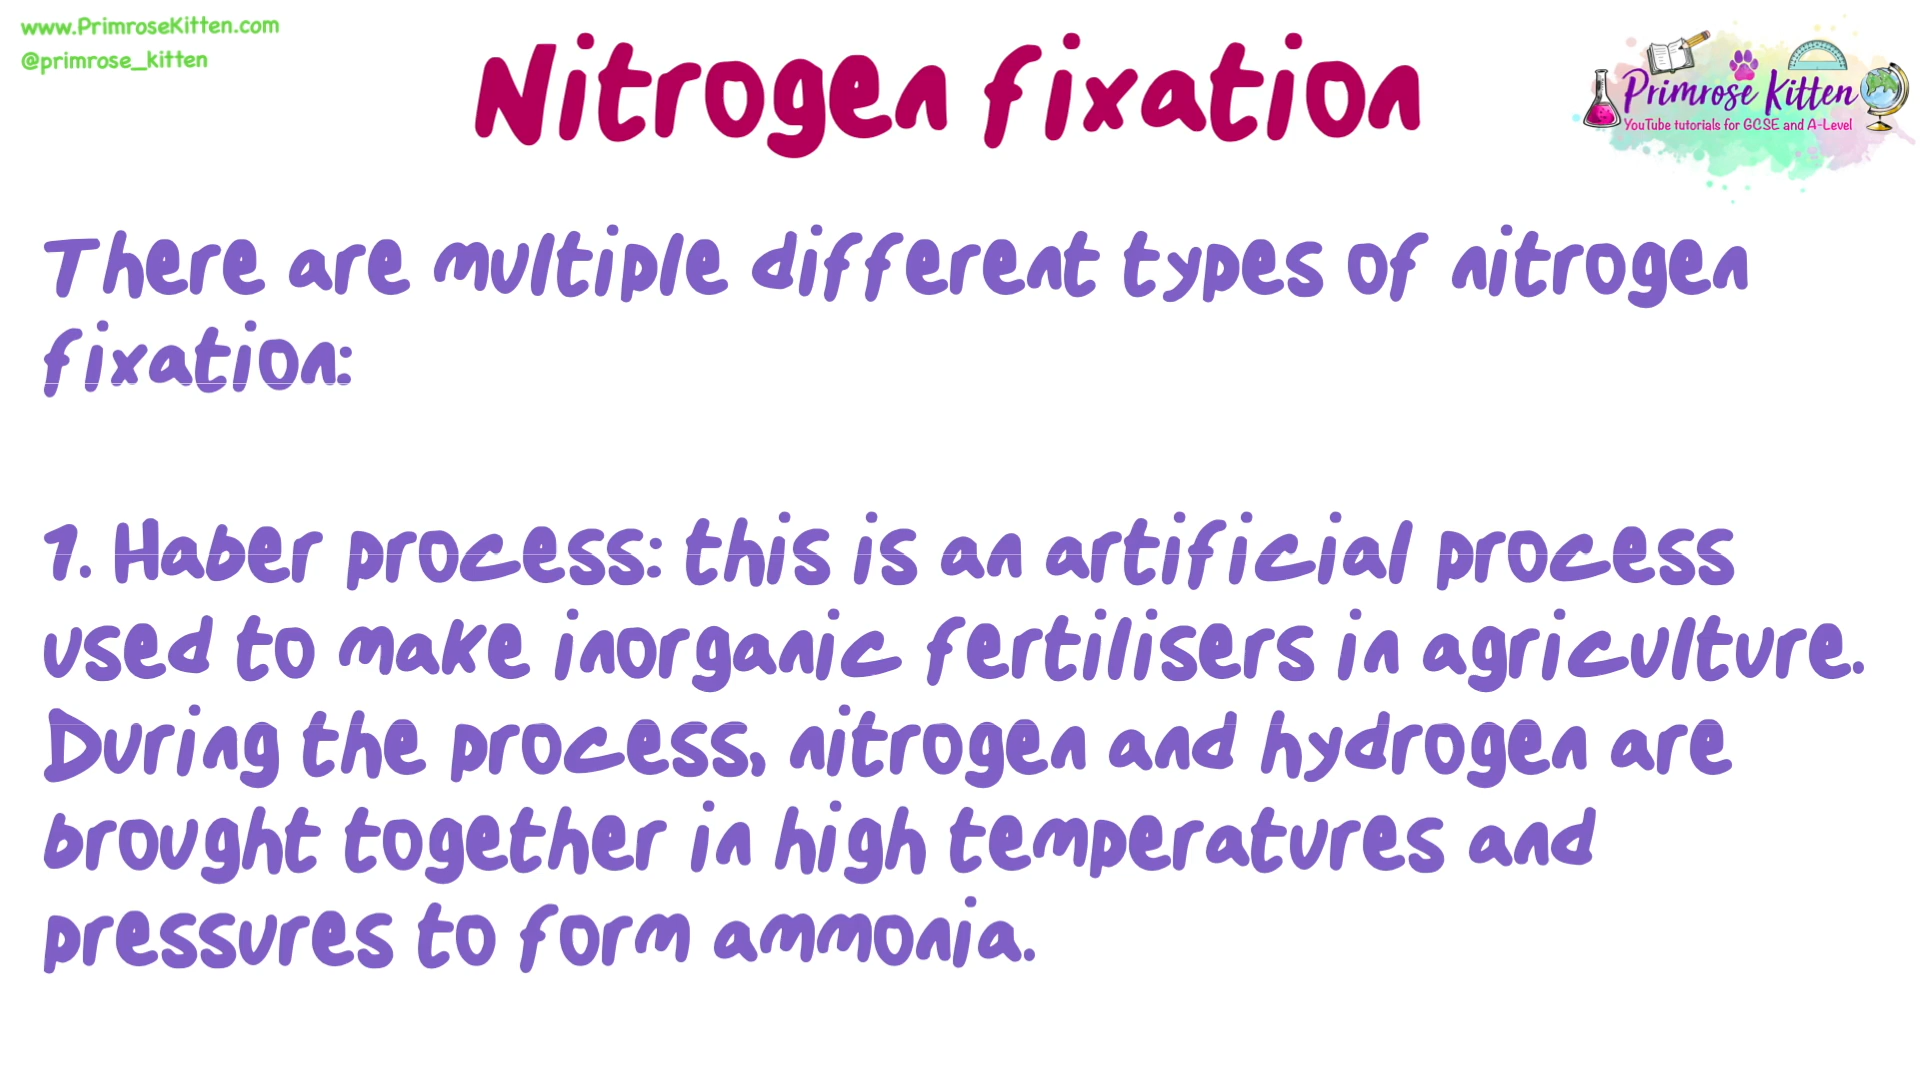 www.PrimroseKitten.com
@primrose_kitten
Nitrogen fixation
Primrose Kitten
YouTube tutorials for GCSE and A-Level
There are multiple different types of nitrogen
fixation:
1. Haber process: this is an artificial process
used to make inorganic fertilisers in agriculture.
During the process, nitrogen and hydrogen are
brought together in high temperatures and
pressures to form ammonia.